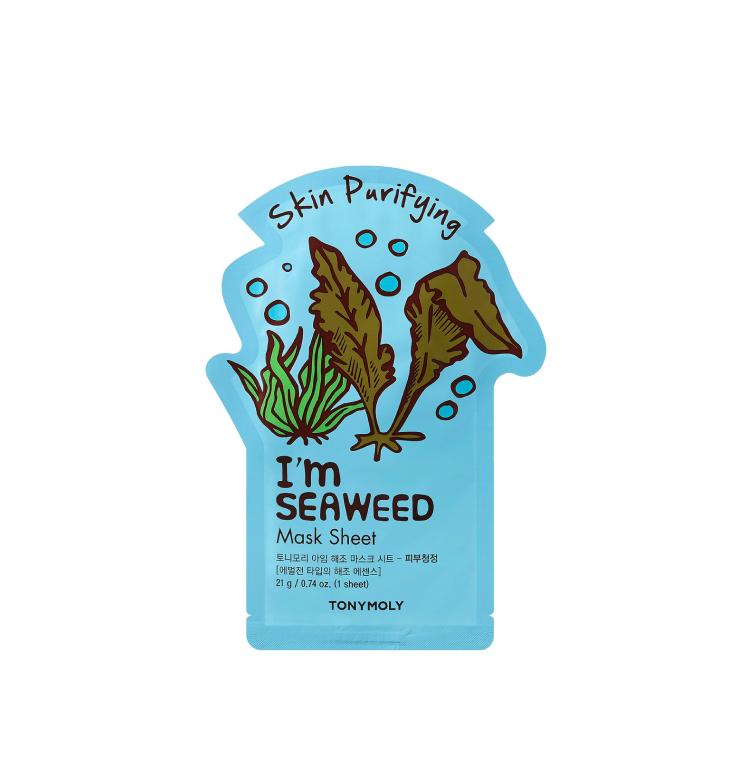 Skin Purifying
I'm
SEAWEED
Mask Sheet
토니모리 아임 해조 마스크 시트 - 피부청정
[에멀전 타입의 해조 에센스]
21 g / 0.74 oz. (1 sheet)
TONYMOLY